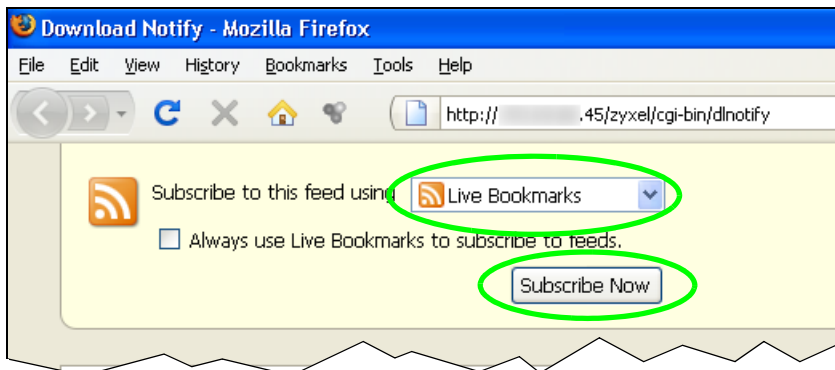 Download Notify - Mozilla Firefox
File Edit View History Bookmarks Tools Help
http:// .45/zyxel/cgi-bin/dlnotify
Subscribe to this feed using Live Bookmarks
Always use Live Bookmarks to subscribe to feeds.
Subscribe Now